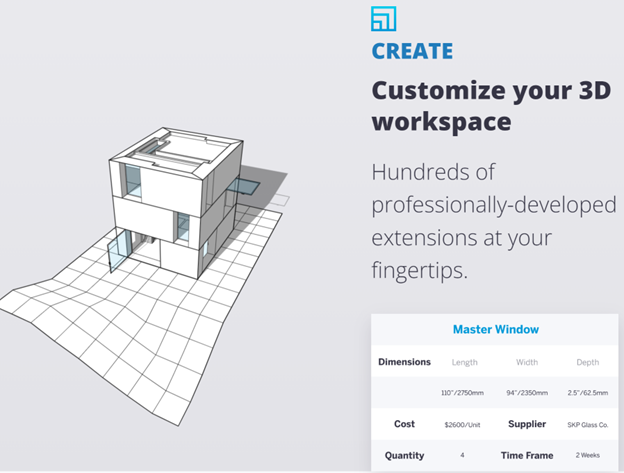 CREATE
Customize your 3D
workspace
Hundreds of
professionally-developed
extensions at your
fingertips.
Master Window
Dimensions Length Width Depth
110"/2750mm 94"/2350mm 2.5"/62.5mm
Cost $2600/Unit Supplier SKP Glass Co.
Quantity 4 Time Frame 2 Weeks